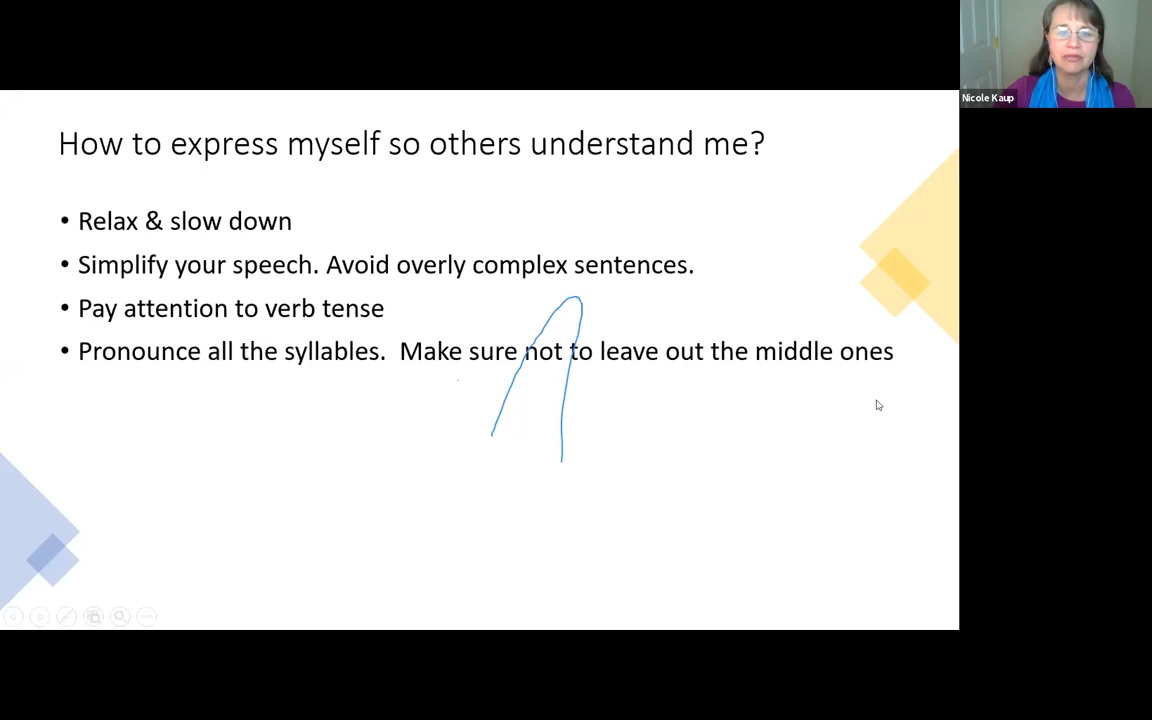 Nicole Kaup
How to express myself so others understand me?
• Relax & slow down
• Simplify your speech. Avoid overly complex sentences.
• Pay attention to verb tense
• Pronounce all the syllables.  Make sure not to leave out the middle ones